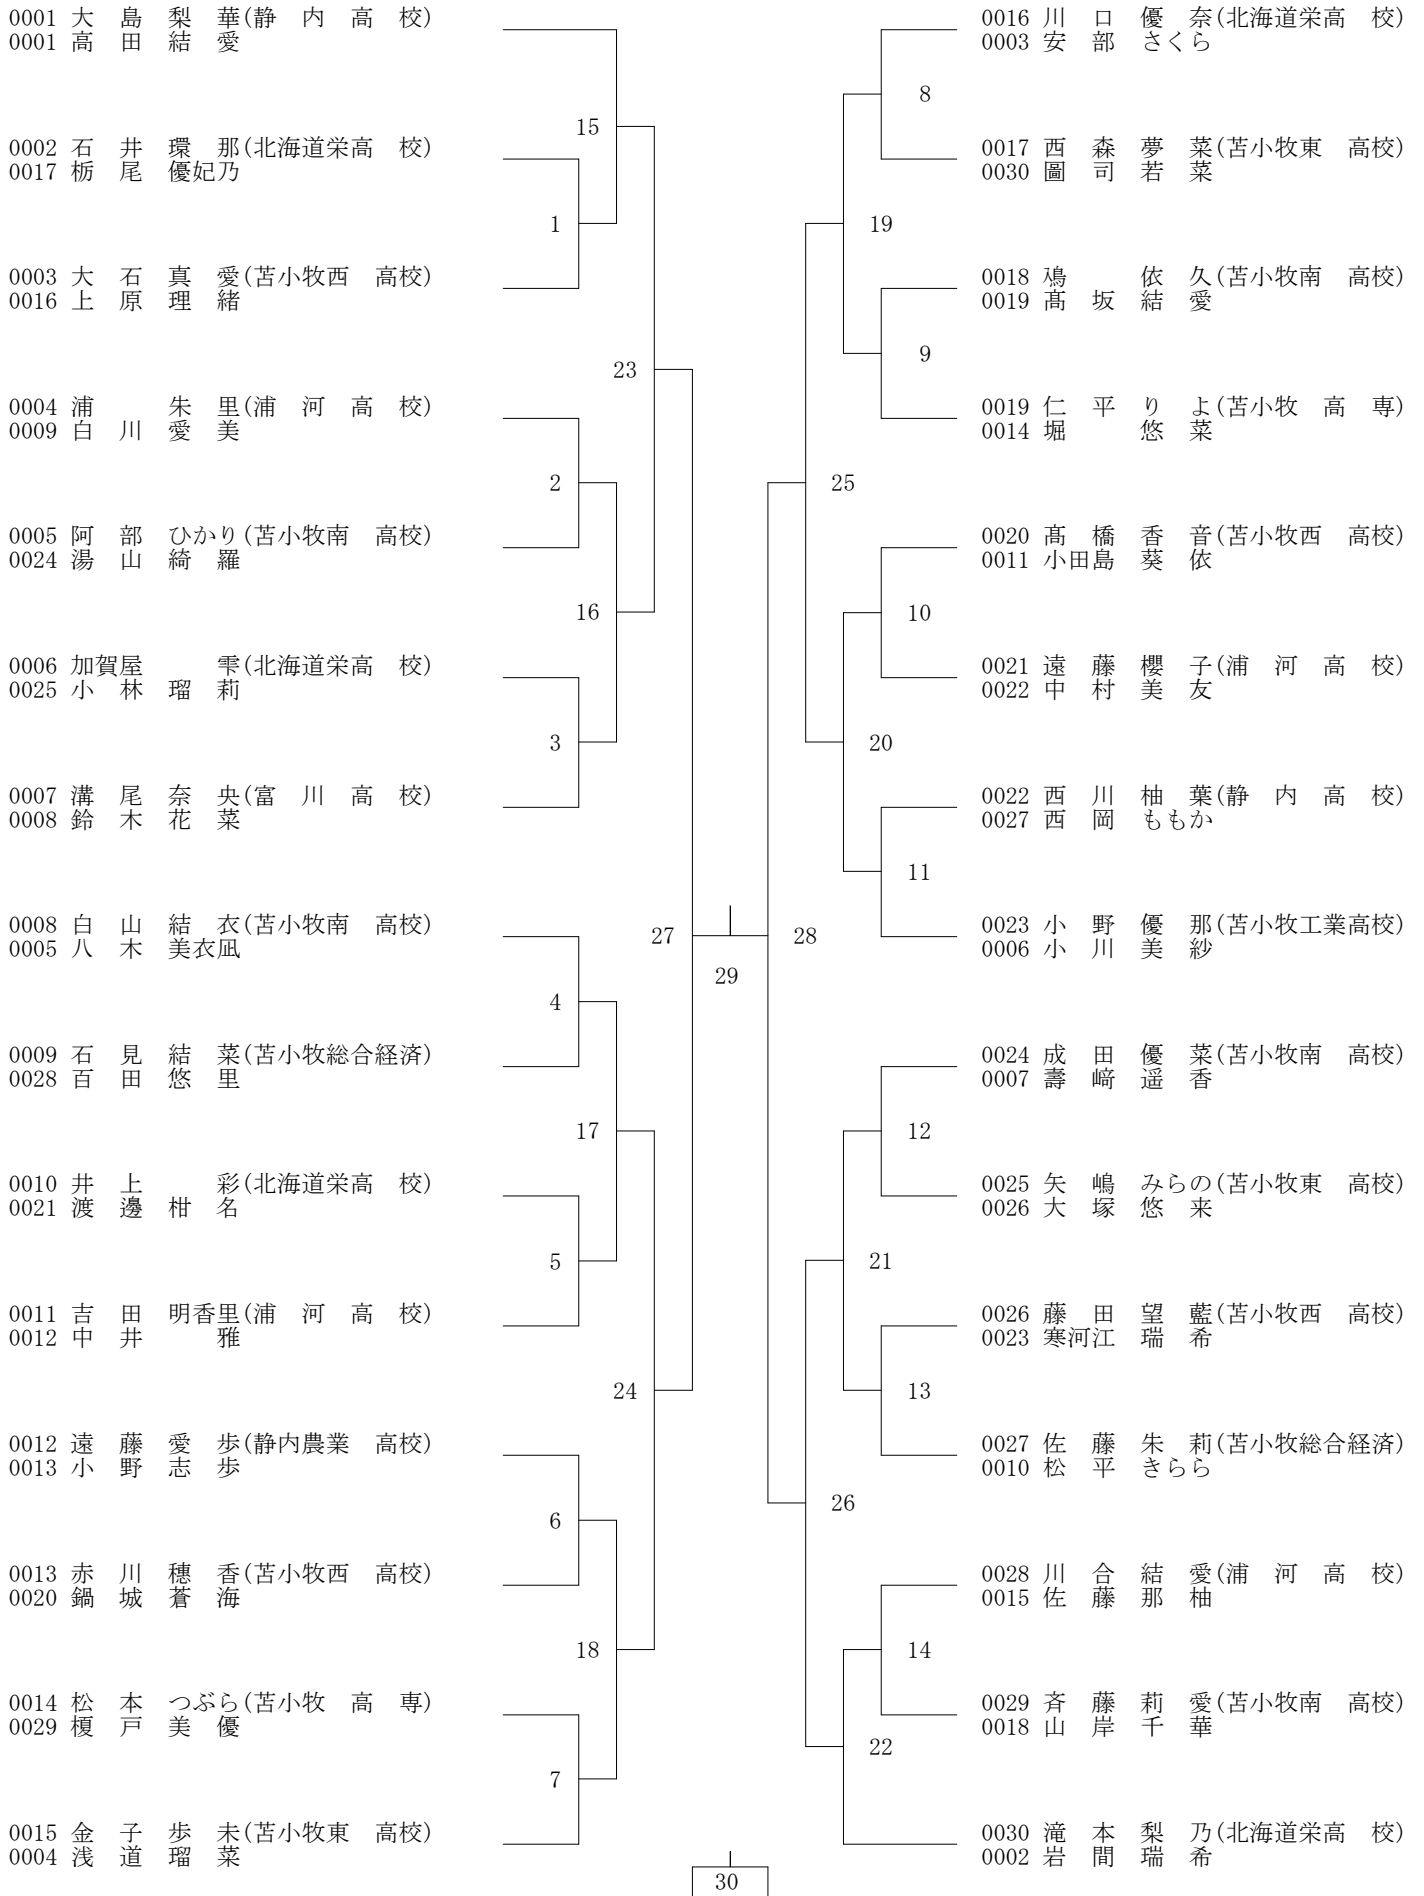 0001 大 島 梨 華(静 内 高 校)
0001 高 田 結 愛
0002 石 井 環 那(北海道栄高 校)
0017 栃 尾 優妃乃
0003 大 石 真 愛(苫小牧西 高校)
0016 上 原 理 緒
0004 浦 朱 里(浦 河 高 校)
0009 白 川 愛 美
0005 阿 部 ひかり(苫小牧南 高校)
0024 湯 山 綺 羅
0006 加賀屋 雫(北海道栄高 校)
0025 小 林 瑠 莉
0007 溝 尾 奈 央(富 川 高 校)
0008 鈴 木 花 菜
0008 白 山 結 衣(苫小牧南 高校)
0005 八 木 美衣凪
0009 石 見 結 菜(苫小牧総合経済)
0028 百 田 悠 里
0010 井 上 彩(北海道栄高 校)
0021 渡 邊 柑 名
0011 吉 田 明香里(浦 河 高 校)
0012 中 井 雅
0012 遠 藤 愛 歩(静内農業 高校)
0013 小 野 志 歩
0013 赤 川 穂 香(苫小牧西 高校)
0020 鍋 城 蒼 海
0014 松 本 つぶら(苫小牧 高 専)
0029 榎 戸 美 優
0015 金 子 歩 未(苫小牧東 高校)
0004 浅 道 瑠 菜
1
2
3
4
5
6
7
15
16
17
18
23
24
27
29
30
28
25
26
19
20
21
22
8
9
10
11
12
13
14
0016 川 口 優 奈(北海道栄高 校)
0003 安 部 さくら
0017 西 森 夢 菜(苫小牧東 高校)
0030 圖 司 若 菜
0018 鳰 依 久(苫小牧南 高校)
0019 髙 坂 結 愛
0019 仁 平 り よ(苫小牧 高 専)
0014 堀 悠 菜
0020 髙 橋 香 音(苫小牧西 高校)
0011 小田島 葵 依
0021 遠 藤 櫻 子(浦 河 高 校)
0022 中 村 美 友
0022 西 川 柚 葉(静 内 高 校)
0027 西 岡 ももか
0023 小 野 優 那(苫小牧工業高校)
0006 小 川 美 紗
0024 成 田 優 菜(苫小牧南 高校)
0007 壽 﨑 遥 香
0025 矢 嶋 みらの(苫小牧東 高校)
0026 大 塚 悠 来
0026 藤 田 望 藍(苫小牧西 高校)
0023 寒河江 瑞 希
0027 佐 藤 朱 莉(苫小牧総合経済)
0010 松 平 きらら
0028 川 合 結 愛(浦 河 高 校)
0015 佐 藤 那 柚
0029 斉 藤 莉 愛(苫小牧南 高校)
0018 山 岸 千 華
0030 滝 本 梨 乃(北海道栄高 校)
0002 岩 間 瑞 希